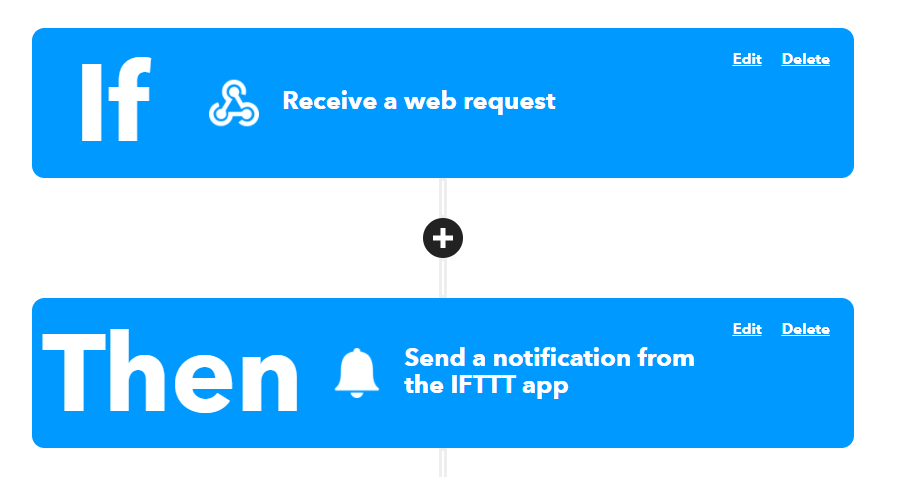 Edit Delete
If
Receive a web request
Edit Delete
Then
Send a notification from
the IFTTT app